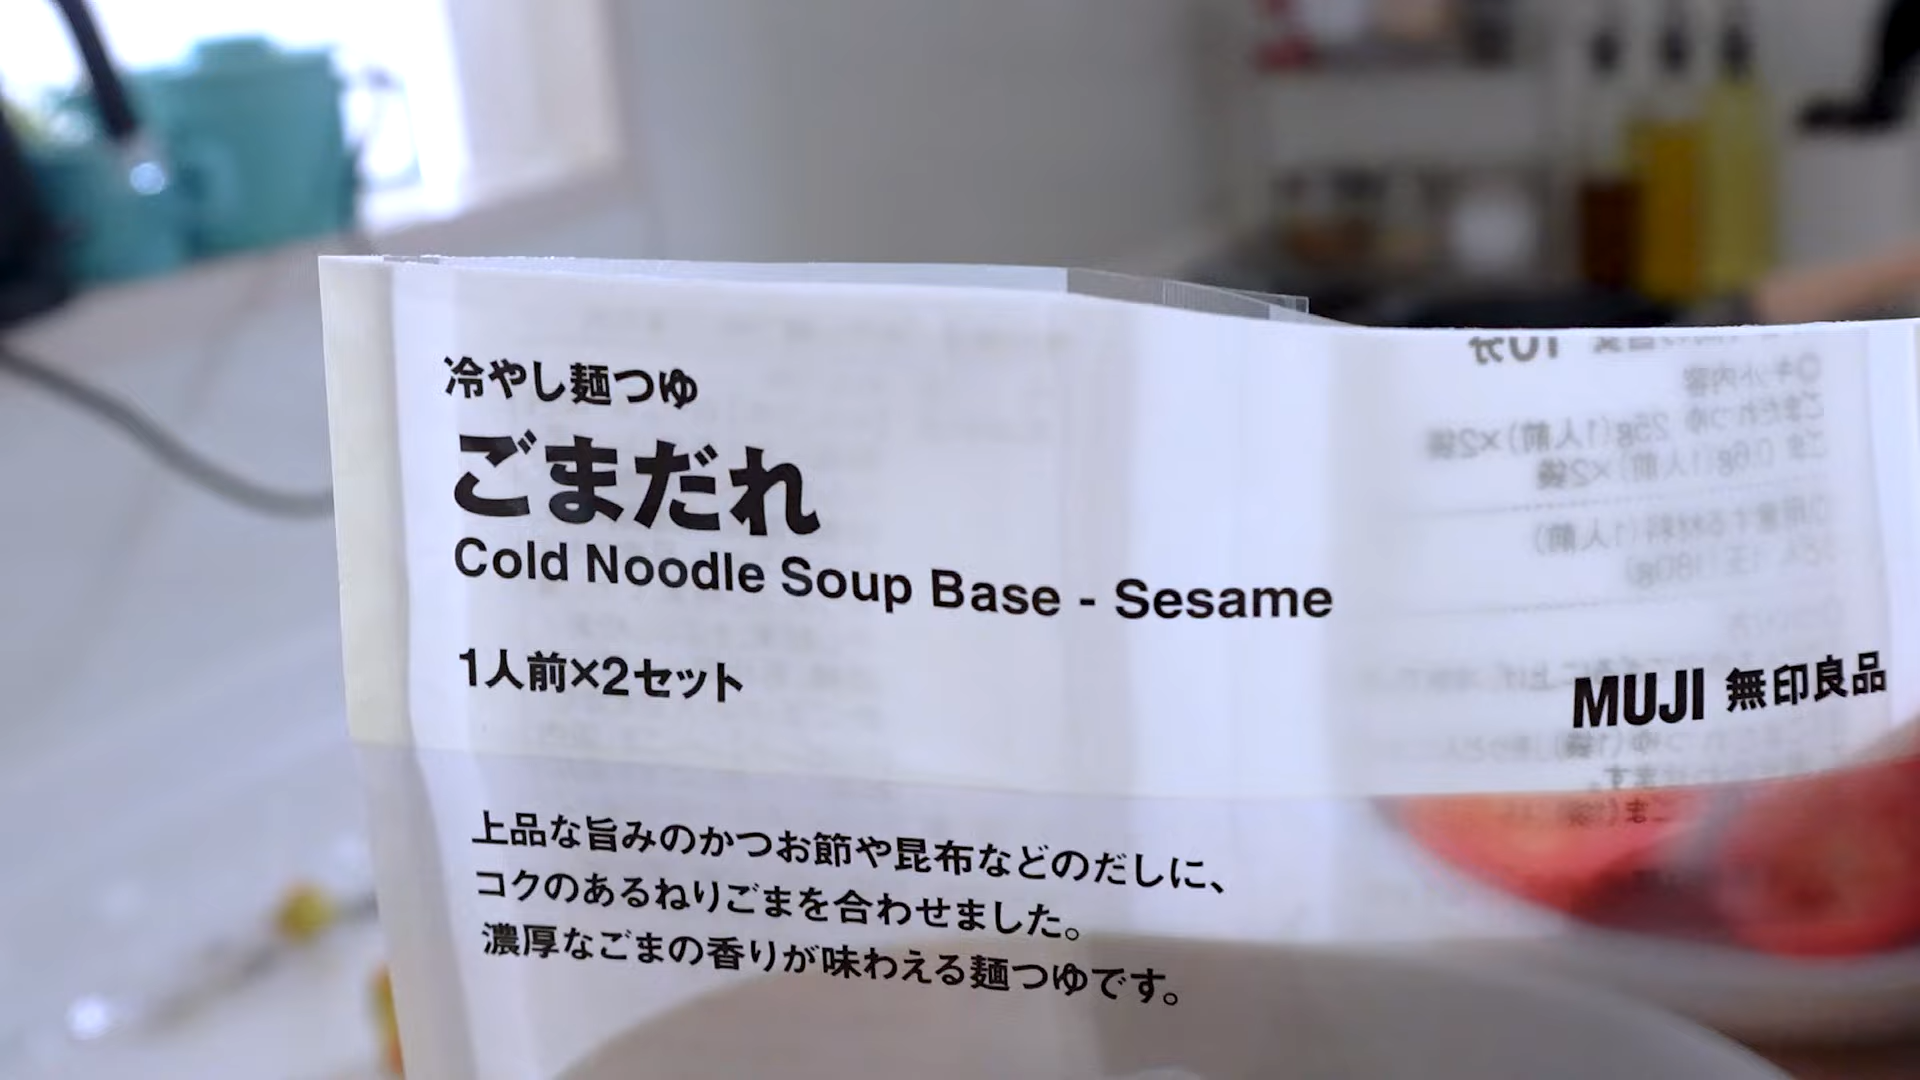 冷やし麺つゆ
ごまだれ
Cold Noodle Soup Base - Sesame
1人前×2セット
MUJI 無印良品
上品な旨みのかつお節や昆布などのだしに、
コクのあるねりごまを合わせました。
濃厚なごまの香りが味わえる麺つゆです。